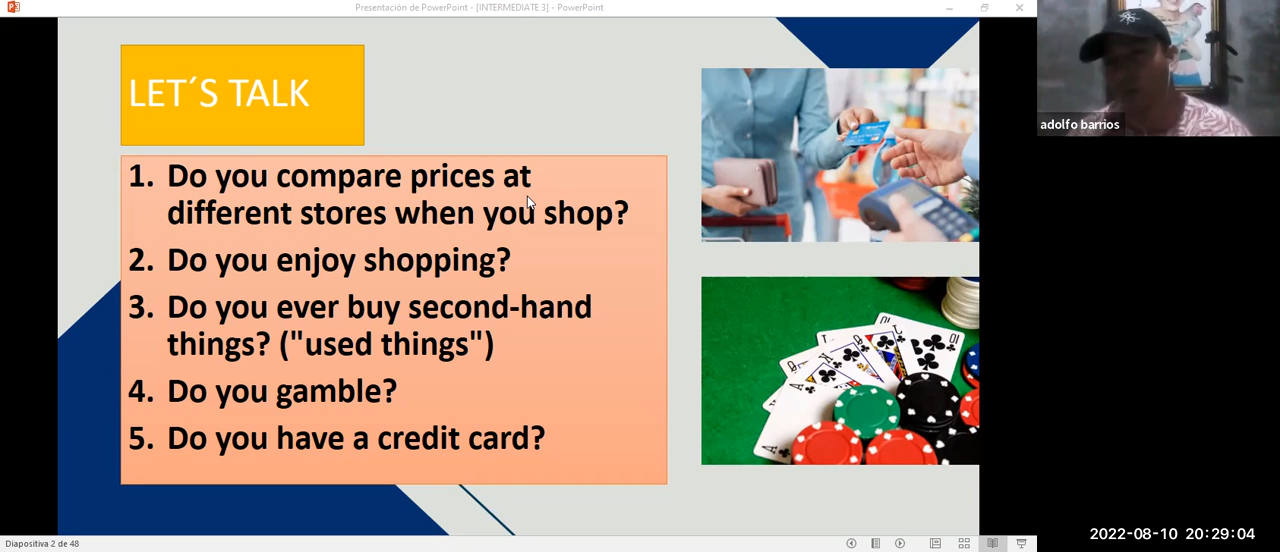 Presentación de PowerPoint - [INTERMEDIATE 3] - PowerPoint
LET´S TALK
1. Do you compare prices at
different stores when you shop?
2. Do you enjoy shopping?
3. Do you ever buy second-hand
things? ("used things")
4. Do you gamble?
5. Do you have a credit card?
adolfo barrios
Diapositiva 2 de 48
2022-08-10 20:29:04